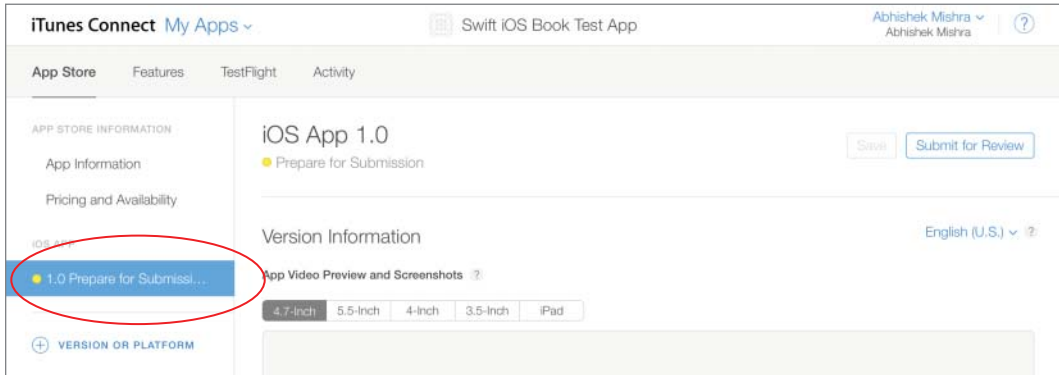 iTunes Connect My Apps
Swift iOS Book Test App
Abhishek Mishra
Abhishek Mishra
?
App Store Features TestFlight Activity
APP STORE INFORMATION
App Information
Pricing and Availability
iOS APP
1.0 Prepare for Submissi...
+ VERSION OR PLATFORM
iOS App 1.0
Prepare for Submission
Save Submit for Review
Version Information
English (U.S.) ?
App Video Preview and Screenshots ?
4.7-Inch 5.5-Inch 4-Inch 3.5-Inch iPad